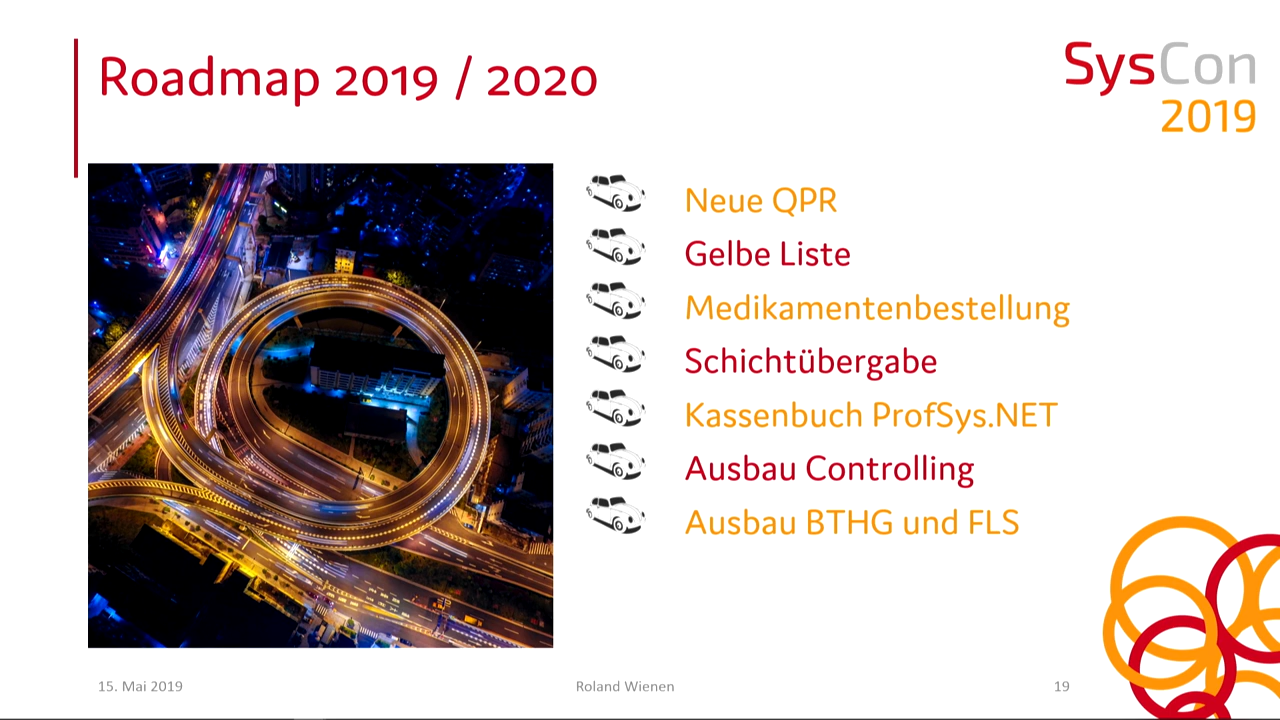 Roadmap 2019 / 2020
SysCon
2019
Neue QPR
Gelbe Liste
Medikamentenbestellung
Schichtübergabe
Kassenbuch ProfSys.NET
Ausbau Controlling
Ausbau BTHG und FLS
15. Mai 2019
Roland Wienen
19